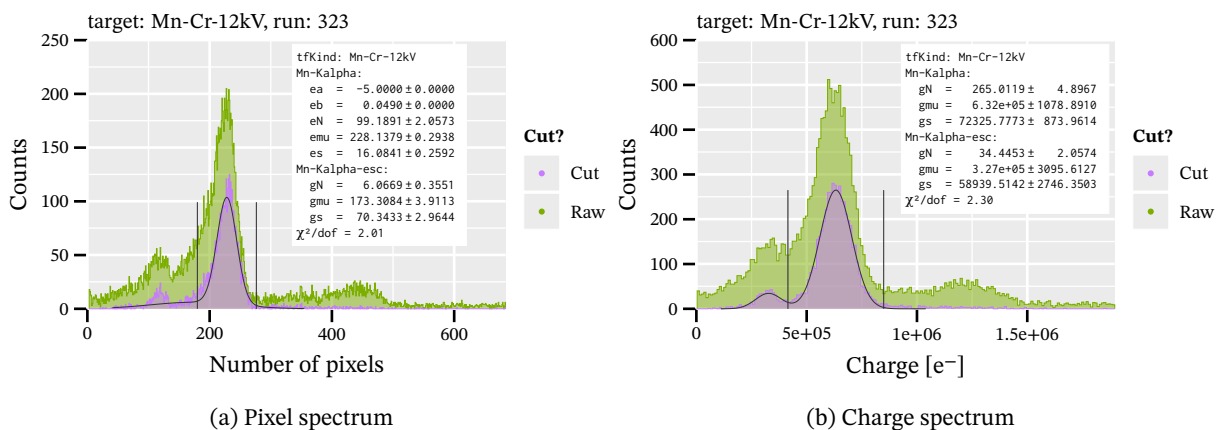 target: Mn-Cr-12kV, run: 323
250
200
150
100
50
0
Counts
0
200
400
600
Number of pixels
tfKind: Mn-Cr-12kV
Mn-Kalpha:
ea = -5.0000 ± 0.0000
eb = 0.0490 ± 0.0000
eN = 99.1891 ± 2.0573
emu = 228.1379 ± 0.2938
es = 16.0841 ± 0.2592
Mn-Kalpha-esc:
gN = 6.0669 ± 0.3551
gmu = 173.3084 ± 3.9113
gs = 70.3433 ± 2.9644
χ²/dof = 2.01
Cut?
Cut
Raw
(a) Pixel spectrum
target: Mn-Cr-12kV, run: 323
600
500
400
300
200
100
0
Counts
0
5e+05
1e+06
1.5e+06
Charge [e⁻]
tfKind: Mn-Cr-12kV
Mn-Kalpha:
gN = 265.0119 ± 4.8967
gmu = 6.32e+05 ± 1078.8910
gs = 72325.7773 ± 873.9614
Mn-Kalpha-esc:
gN = 34.4453 ± 2.0574
gmu = 3.27e+05 ± 3095.6127
gs = 58939.5142 ± 2746.3503
χ²/dof = 2.30
Cut?
Cut
Raw
(b) Charge spectrum